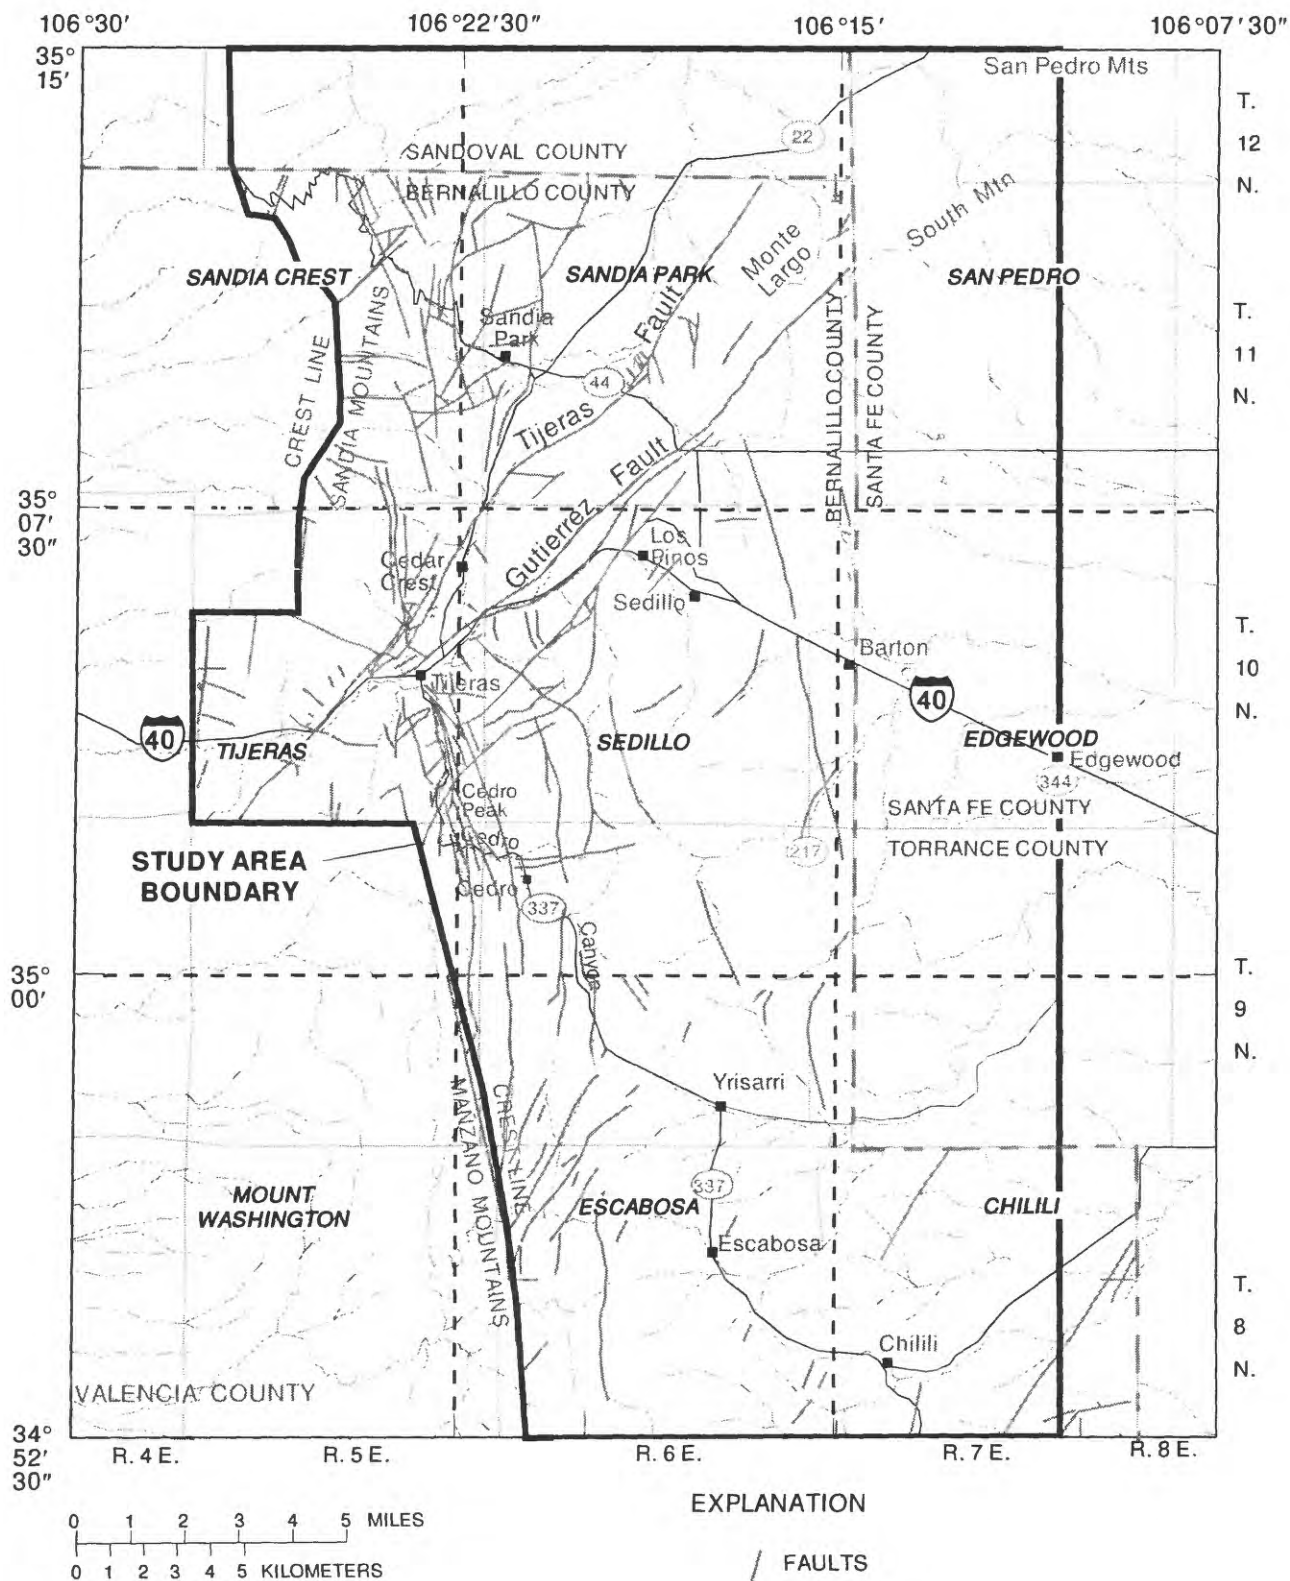 106°30′
106°22′30″
106°15′
106°07′30″
35°
15′
San Pedro Mts
T.
12
N.
22
SANDOVAL COUNTY
BERNALILLO COUNTY
South Mtn
Monte
Largo
SANDIA CREST
SANDIA PARK
SAN PEDRO
CREST LINE
SANDIA MOUNTAINS
Sandia
Park
Fault
BERNALILLO COUNTY
SANTA FE COUNTY
T.
11
N.
44
Tijeras
Fault
Gutierrez
35°
07′
30″
Cedar
Crest
Los
Pinos
Sedillo
T.
10
N.
Barton
Tijeras
40
40
TIJERAS
SEDILLO
EDGEWOOD
Edgewood
344
Cedro
Peak
SANTA FE COUNTY
TORRANCE COUNTY
Cedro
217
STUDY AREA
BOUNDARY
Cedro
337
Canyon
35°
00′
T.
9
N.
Yrisarri
CREST LINE
MANZANO MOUNTAINS
MOUNT
WASHINGTON
337
ESCABOSA
CHILILI
Escabosa
T.
8
N.
Chilili
VALENCIA COUNTY
34°
52′
30″
R. 4 E.
R. 5 E.
R. 6 E.
R. 7 E.
R. 8 E.
0 1 2 3 4 5 MILES
0 1 2 3 4 5 KILOMETERS
EXPLANATION
FAULTS